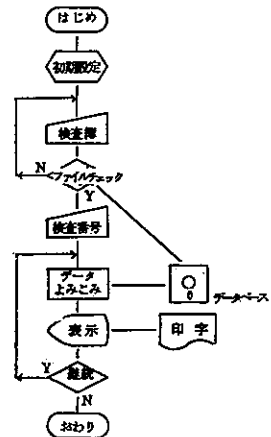 はじめ
初期設定
検査簿
N
ファイルチェック
Y
検査番号
データ
よみこみ
データベース
表示
印字
Y
継続
N
おわり